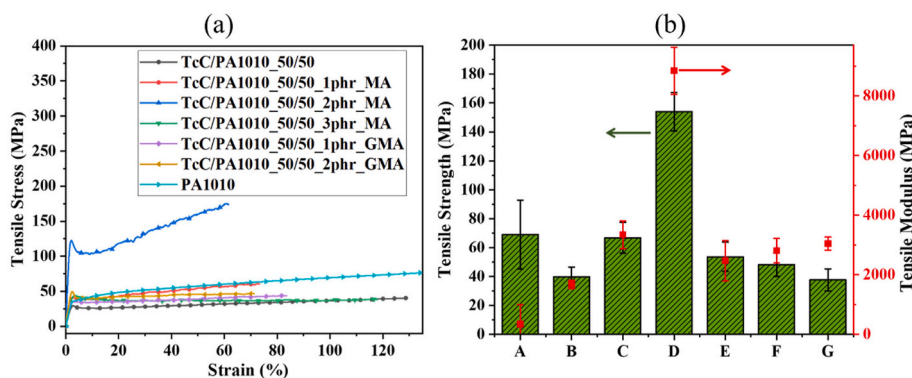 (a)
400
350
300
250
200
150
100
50
0
Tensile Stress (MPa)
TcC/PA1010_50/50
TcC/PA1010_50/50_1phr_MA
TcC/PA1010_50/50_2phr_MA
TcC/PA1010_50/50_3phr_MA
TcC/PA1010_50/50_1phr_GMA
TcC/PA1010_50/50_2phr_GMA
PA1010
0 20 40 60 80 100 120
Strain (%)
(b)
200
180
160
140
120
100
80
60
40
20
0
Tensile Strength (MPa)
A B C D E F G
8000
6000
4000
2000
0
Tensile Modulus (MPa)